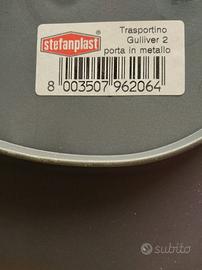 stefanplast
Trasportino
Gulliver 2
porta in metallo
8 003507 962064
subito